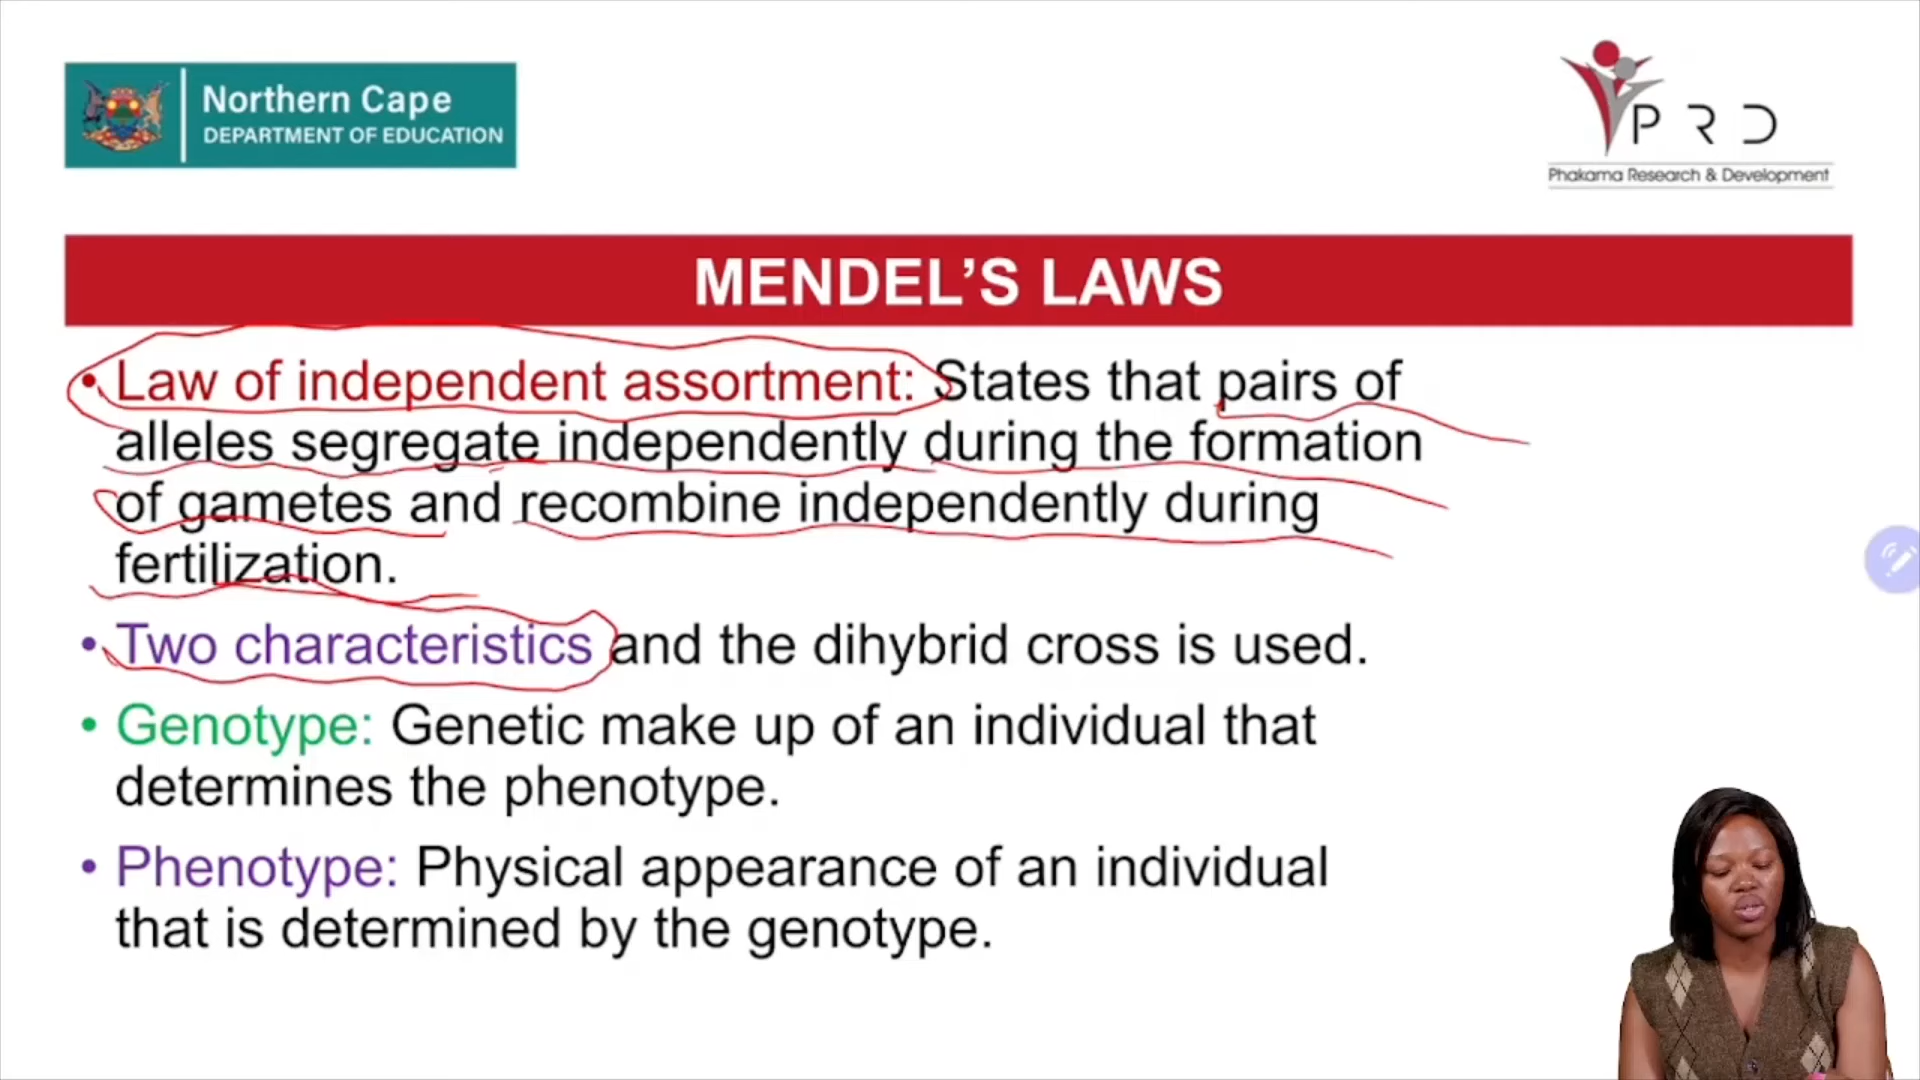 Northern Cape
DEPARTMENT OF EDUCATION
PRD
Phakama Research & Development
MENDEL'S LAWS
• Law of independent assortment: States that pairs of
alleles segregate independently during the formation
of gametes and recombine independently during
fertilization.
• Two characteristics and the dihybrid cross is used.
• Genotype: Genetic make up of an individual that
determines the phenotype.
• Phenotype: Physical appearance of an individual
that is determined by the genotype.